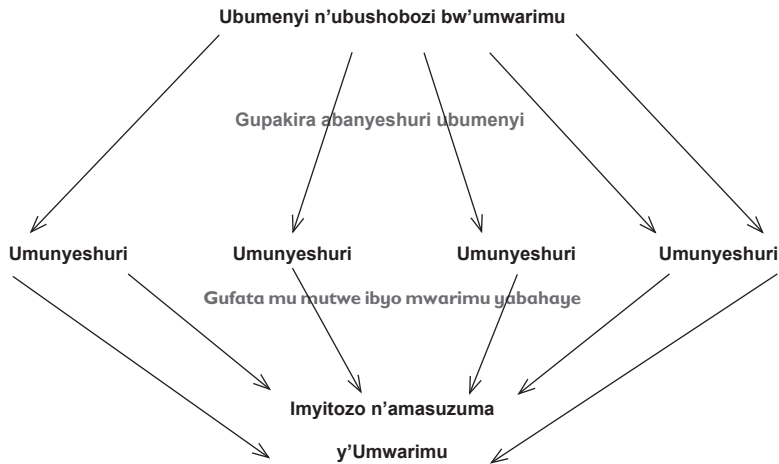 Ubumenyi n’ubushobozi bw’umwarimu
Gupakira abanyeshuri ubumenyi
Umunyeshuri Umunyeshuri Umunyeshuri Umunyeshuri
Gufata mu mutwe ibyo mwarimu yabahaye
Imyitozo n’amasuzuma
y’Umwarimu